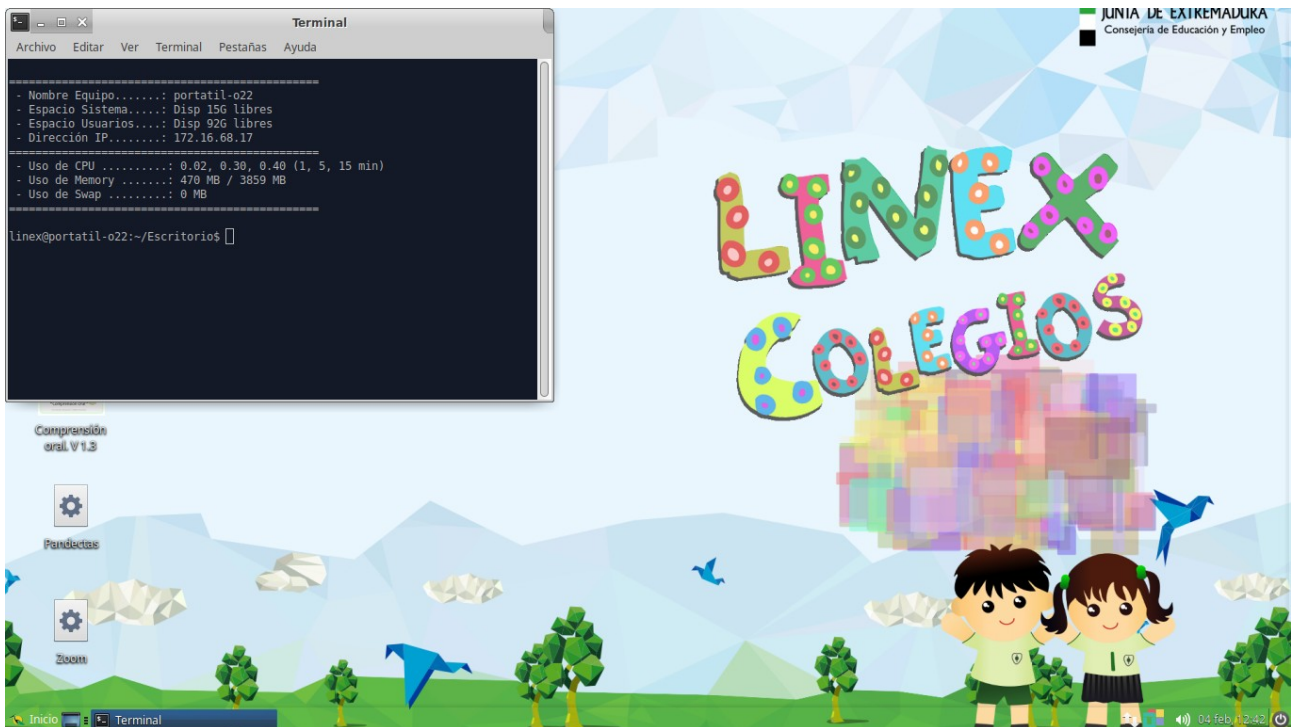 Terminal
Archivo Editar Ver Terminal Pestañas Ayuda
===============================================
- Nombre Equipo.......: portatil-o22
- Espacio Sistema.....: Disp 15G libres
- Espacio Usuarios....: Disp 92G libres
- Dirección IP........: 172.16.68.17
===============================================
- Uso de CPU ..........: 0.02, 0.30, 0.40 (1, 5, 15 min)
- Uso de Memory .......: 470 MB / 3859 MB
- Uso de Swap .........: 0 MB
===============================================
linex@portatil-o22:~/Escritorio$
JUNTA DE EXTREMADURA
Consejería de Educación y Empleo
LINEX
COLEGIOS
Comprensión
oral. V 1.3
Pandectas
Zoom
Inicio
Terminal
04 feb, 12:42